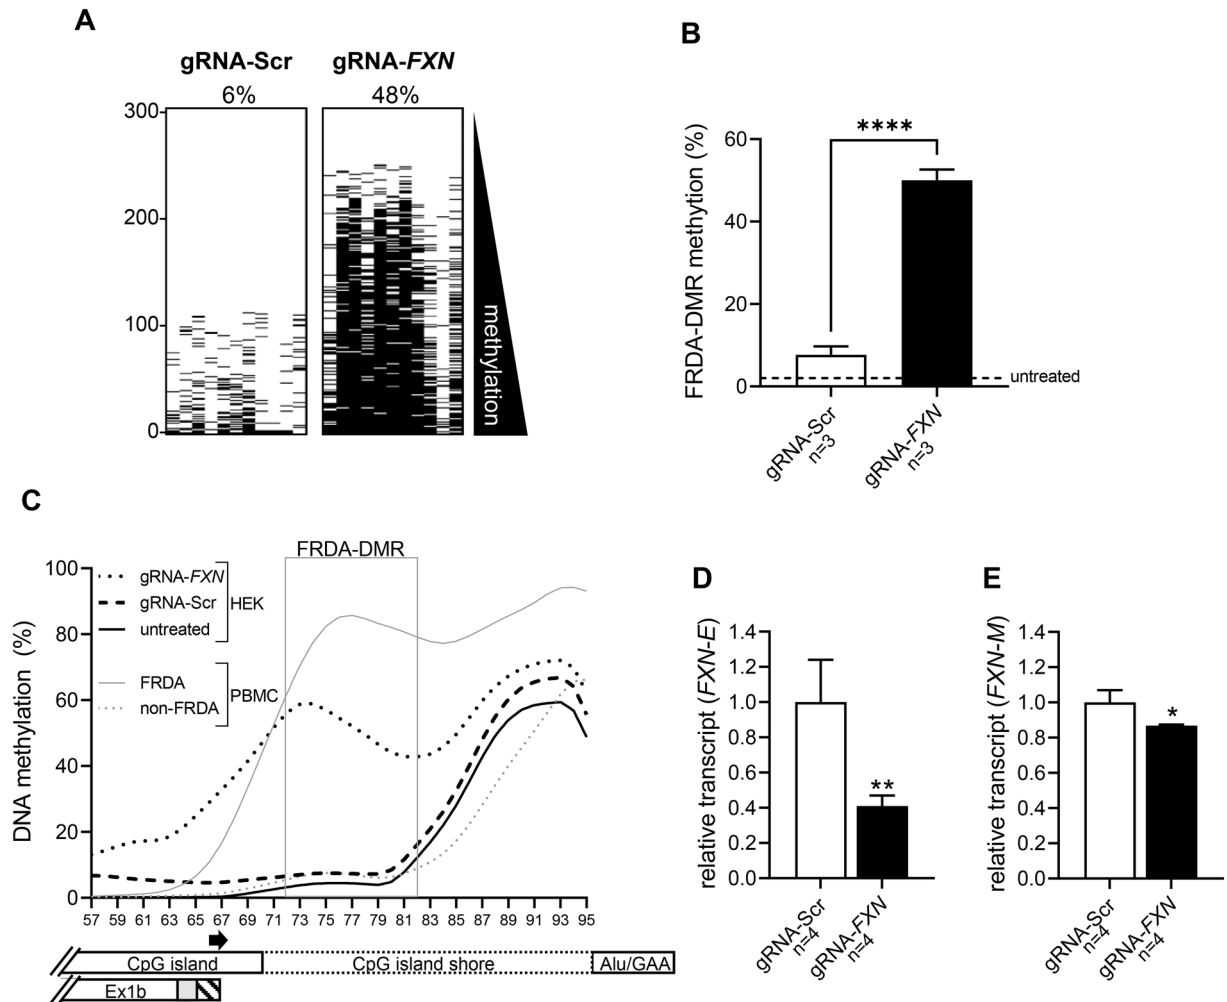 A
gRNA-Scr
gRNA-FXN
6%
48%
300
200
100
0
methylation
B
FRDA-DMR methytion (%)
60
40
20
0
****
untreated
gRNA-Scr
n=3
gRNA-FXN
n=3
C
FRDA-DMR
DNA methylation (%)
100
80
60
40
20
0
gRNA-FXN
gRNA-Scr
untreated
HEK
FRDA
non-FRDA
PBMC
57 59 61 63 65 67 69 71 73 75 77 79 81 83 85 87 89 91 93 95
CpG island
CpG island shore
Alu/GAA
Ex1b
D
relative transcript (FXN-E)
1.4
1.2
1.0
0.8
0.6
0.4
0.2
0.0
**
gRNA-Scr
n=4
gRNA-FXN
n=4
E
relative transcript (FXN-M)
1.4
1.2
1.0
0.8
0.6
0.4
0.2
0.0
*
gRNA-Scr
n=4
gRNA-FXN
n=4